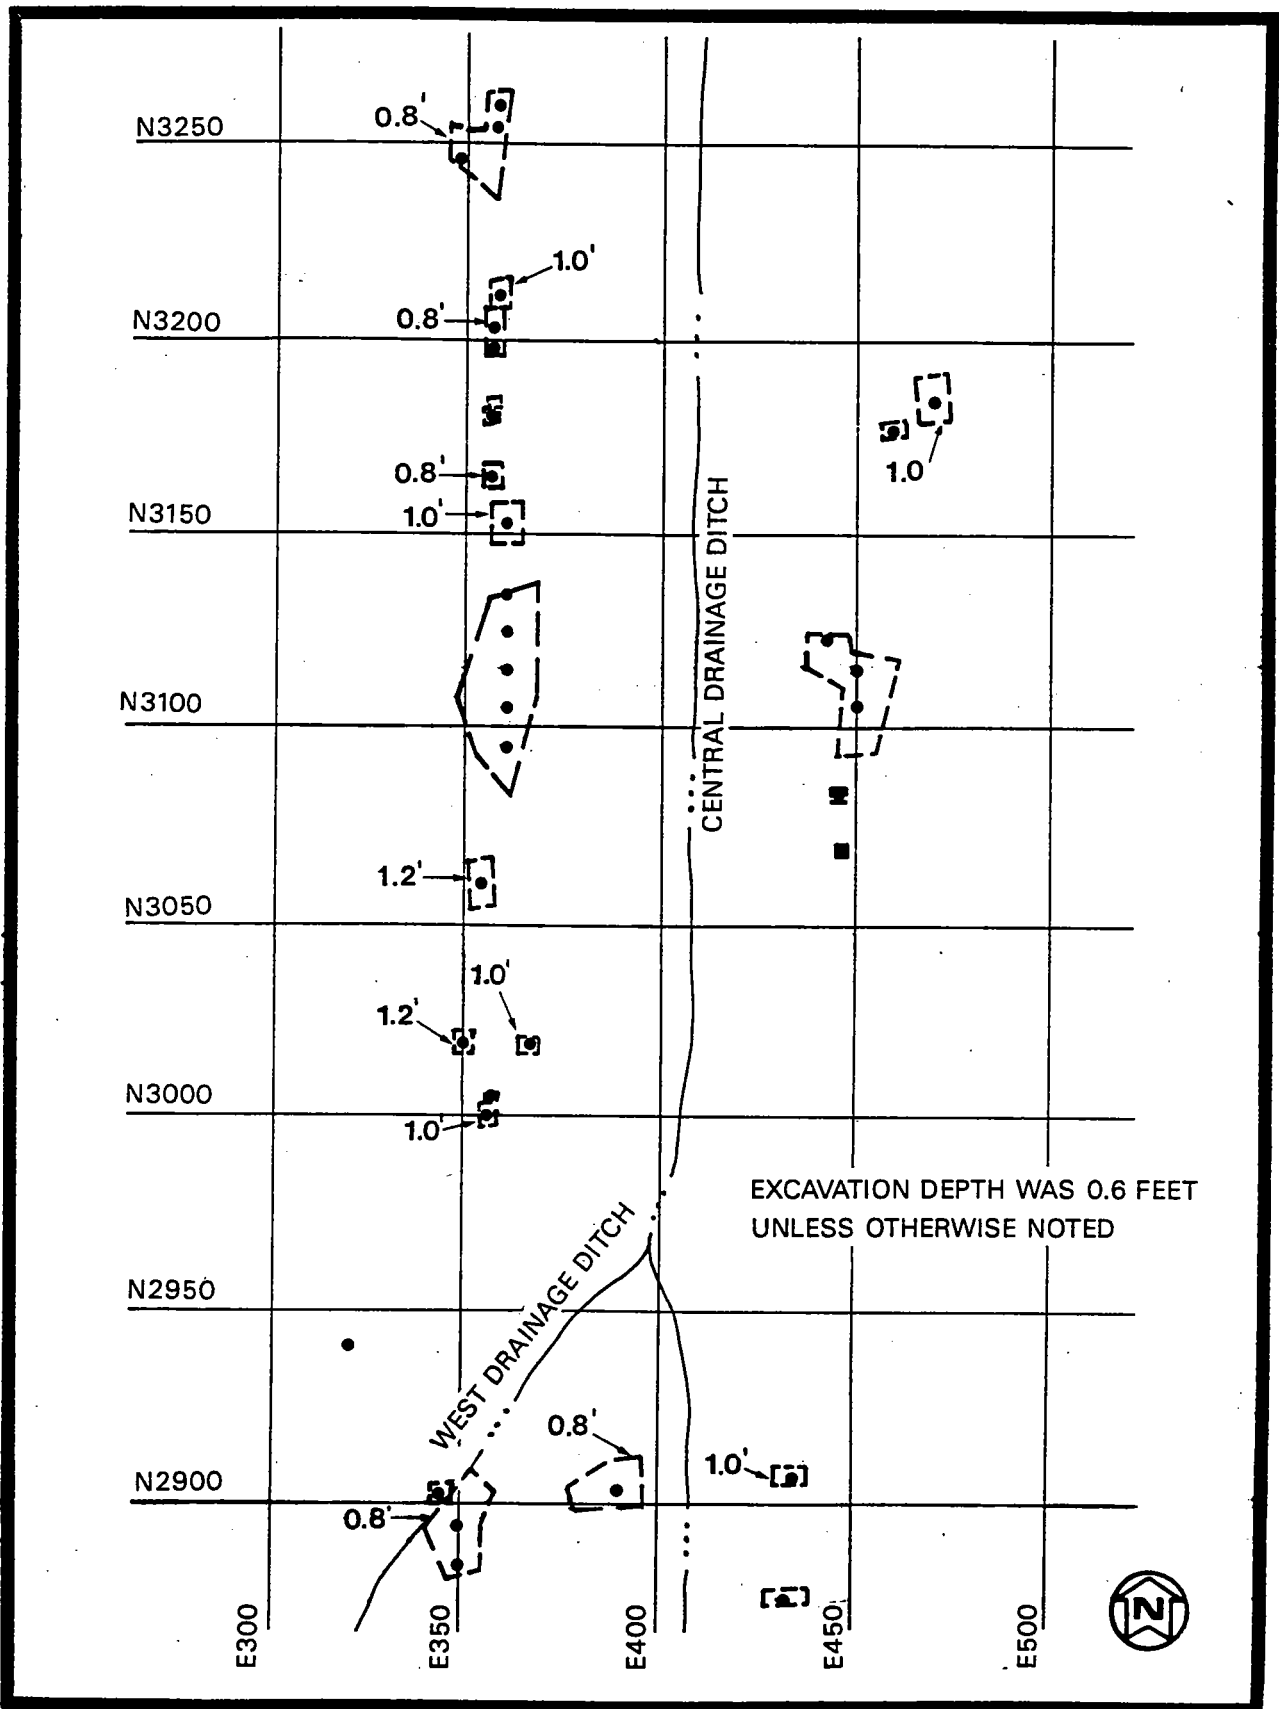 0.8'
N3250
1.0'
0.8'
N3200
0.8'
1.0
1.0'
N3150
CENTRAL DRAINAGE DITCH
N3100
1.2'
N3050
1.0'
1.2'
N3000
1.0'
EXCAVATION DEPTH WAS 0.6 FEET
UNLESS OTHERWISE NOTED
WEST DRAINAGE DITCH
N2950
0.8'
1.0'
N2900
0.8'
E300
E350
E400
E450
E500
N